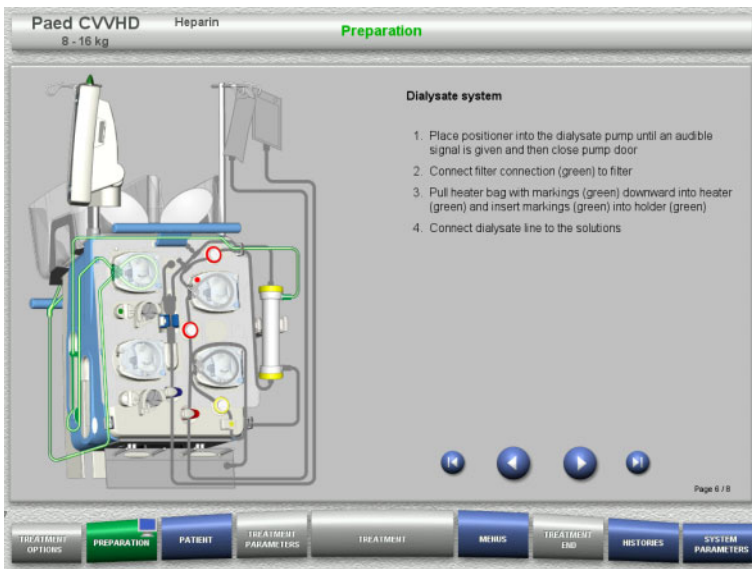 Paed CVVHD
Heparin
8 - 16 kg
Preparation
Dialysate system
1. Place positioner into the dialysate pump until an audible
signal is given and then close pump door
2. Connect filter connection (green) to filter
3. Pull heater bag with markings (green) downward into heater
(green) and insert markings (green) into holder (green)
4. Connect dialysate line to the solutions
Page 6 / 8
TREATMENT
OPTIONS
PREPARATION
PATIENT
TREATMENT
PARAMETERS
TREATMENT
MENUS
TREATMENT
END
HISTORIES
SYSTEM
PARAMETERS